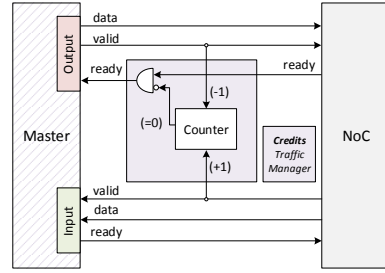 data
valid
ready
ready
Output
(-1)
Master
(=0)
Counter
Credits
Traffic
Manager
NoC
(+1)
Input
valid
data
ready